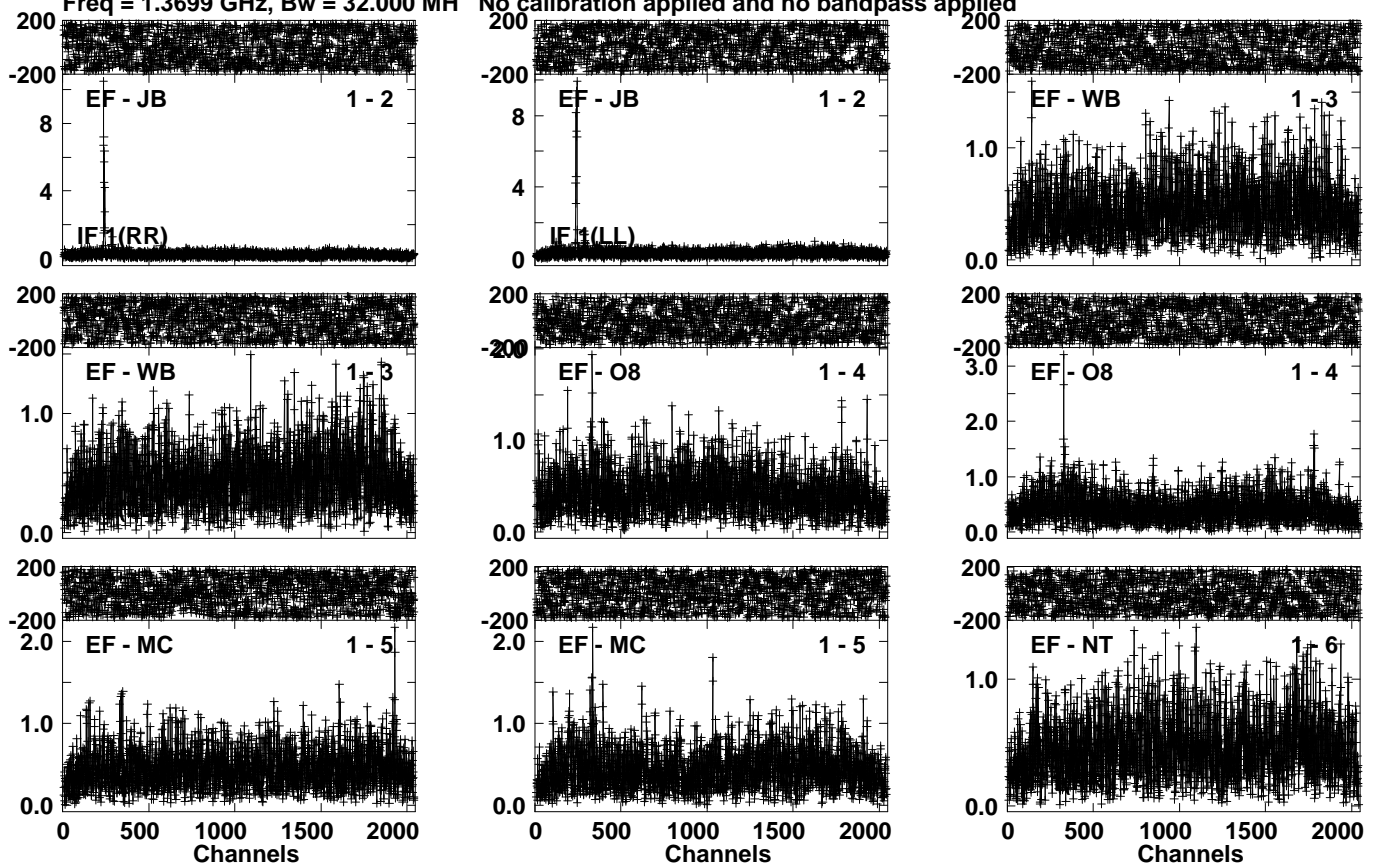 Freq = 1.3699 GHz, Bw = 32.000 MH No calibration applied and no bandpass applied
200 200 200
-200 -200 -200
EF - JB 1 - 2 EF - JB 1 - 2 EF - WB 1 - 3
8 8 1.0
4 4
IF 1(RR) IF 1(LL)
0 0 0.0
200 200 200
-200 -200 2.0 -200
EF - WB 1 - 3 EF - O8 1 - 4 3.0 EF - O8 1 - 4
1.0 1.0 2.0
1.0
0.0 0.0 0.0
200 200 200
-200 -200 -200
2.0 EF - MC 1 - 5 2.0 EF - MC 1 - 5 EF - NT 1 - 6
1.0 1.0 1.0
0.0 0.0 0.0
0 500 1000 1500 2000 0 500 1000 1500 2000 0 500 1000 1500 2000
Channels Channels Channels